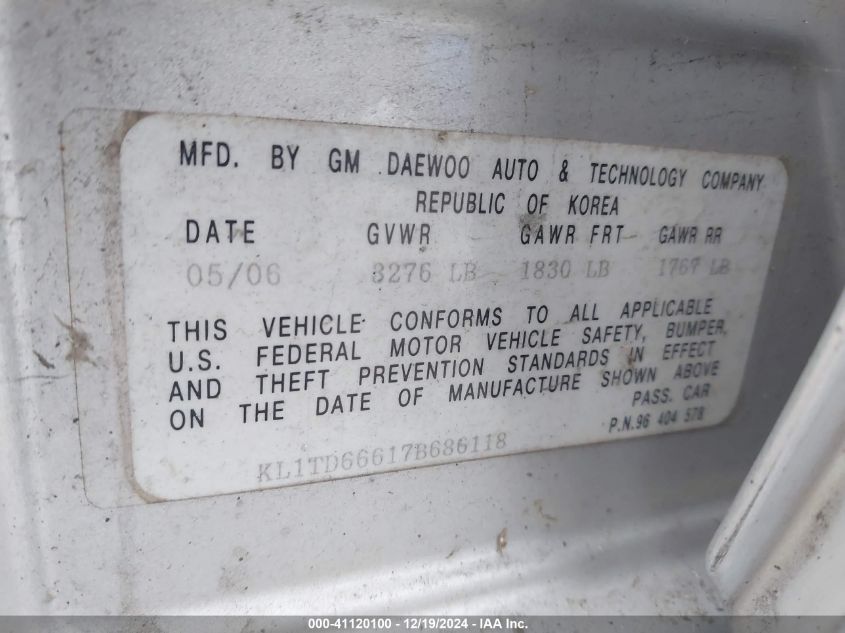 MFD. BY GM DAEWOO AUTO & TECHNOLOGY COMPANY
REPUBLIC OF KOREA
DATE GVWR GAWR FRT GAWR RR
05/06 3276 LB 1830 LB 1767 LB
THIS VEHICLE CONFORMS TO ALL APPLICABLE
U.S. FEDERAL MOTOR VEHICLE SAFETY, BUMPER,
AND THEFT PREVENTION STANDARDS IN EFFECT
ON THE DATE OF MANUFACTURE SHOWN ABOVE
PASS. CAR
P.N.96 404 578
KL1TD66617B686118
000-41120100 - 12/19/2024 - IAA Inc.